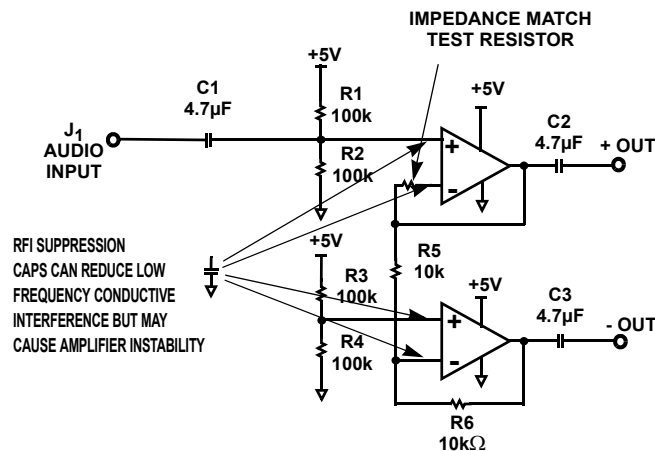 IMPEDANCE MATCH
TEST RESISTOR
+5V
C1
4.7µF
R1
100k
+5V
C2
4.7µF
+ OUT
J1
AUDIO
INPUT
R2
100k
+
-
RFI SUPPRESSION
CAPS CAN REDUCE LOW
FREQUENCY CONDUCTIVE
INTERFERENCE BUT MAY
CAUSE AMPLIFIER INSTABILITY
+5V
R3
100k
R5
10k
+5V
C3
4.7µF
- OUT
R4
100k
+
-
R6
10kΩ